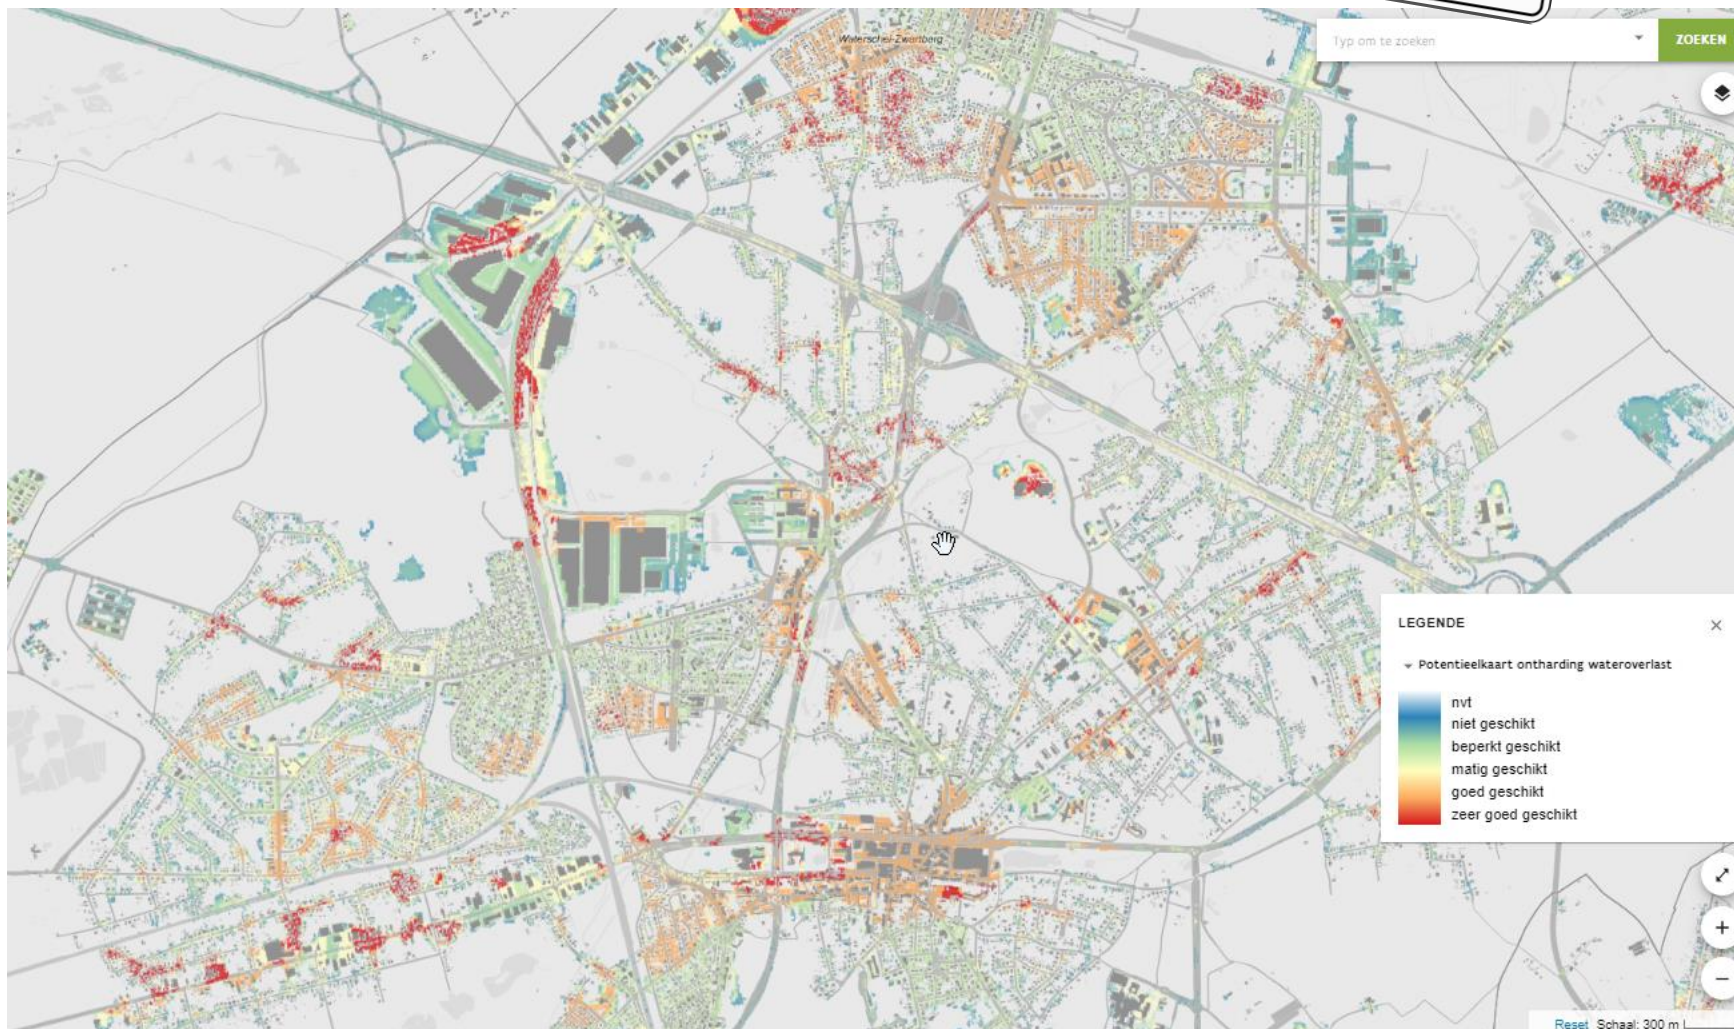 Waterschei-Zwartberg
Typ om te zoeken
ZOEKEN
LEGENDE
Potentieelkaart ontharding wateroverlast
nvt
niet geschikt
beperkt geschikt
matig geschikt
goed geschikt
zeer goed geschikt
Reset Schaal: 300 m